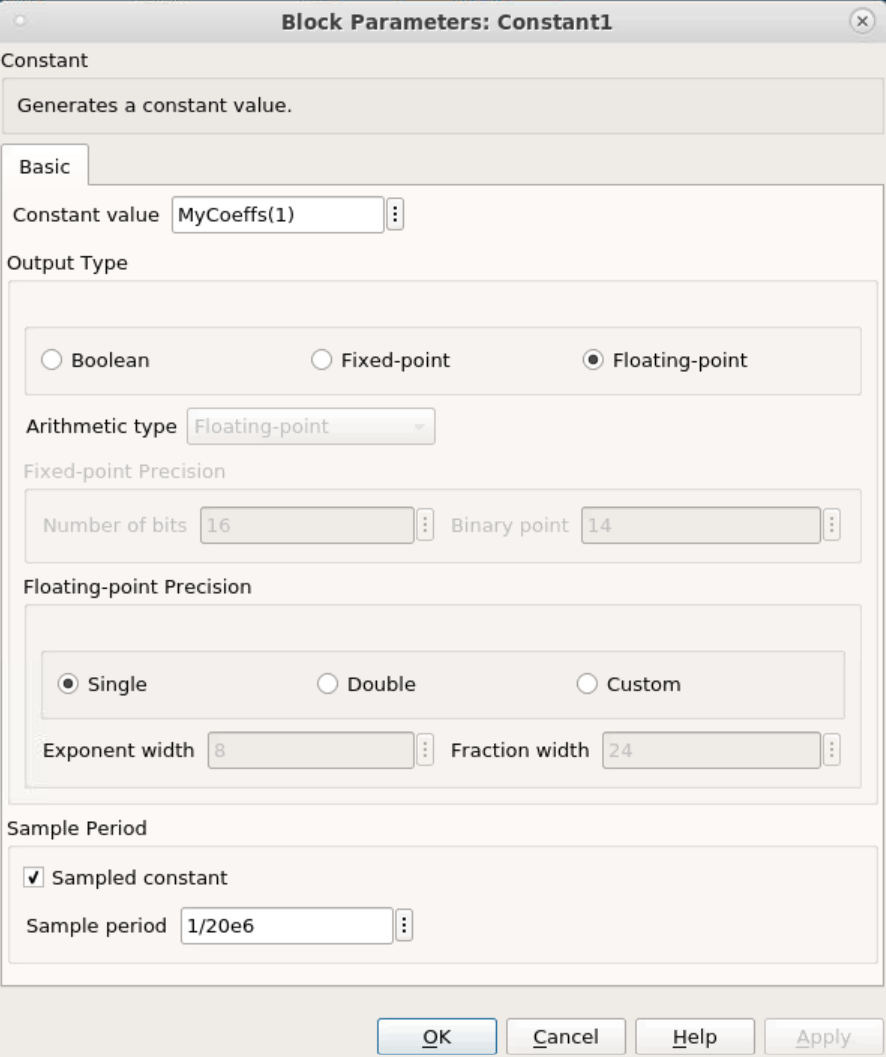 Block Parameters: Constant1
Constant
Generates a constant value.
Basic
Constant value MyCoeffs(1)
Output Type
Boolean Fixed-point Floating-point
Arithmetic type Floating-point
Fixed-point Precision
Number of bits 16 Binary point 14
Floating-point Precision
Single Double Custom
Exponent width 8 Fraction width 24
Sample Period
Sampled constant
Sample period 1/20e6
OK Cancel Help Apply